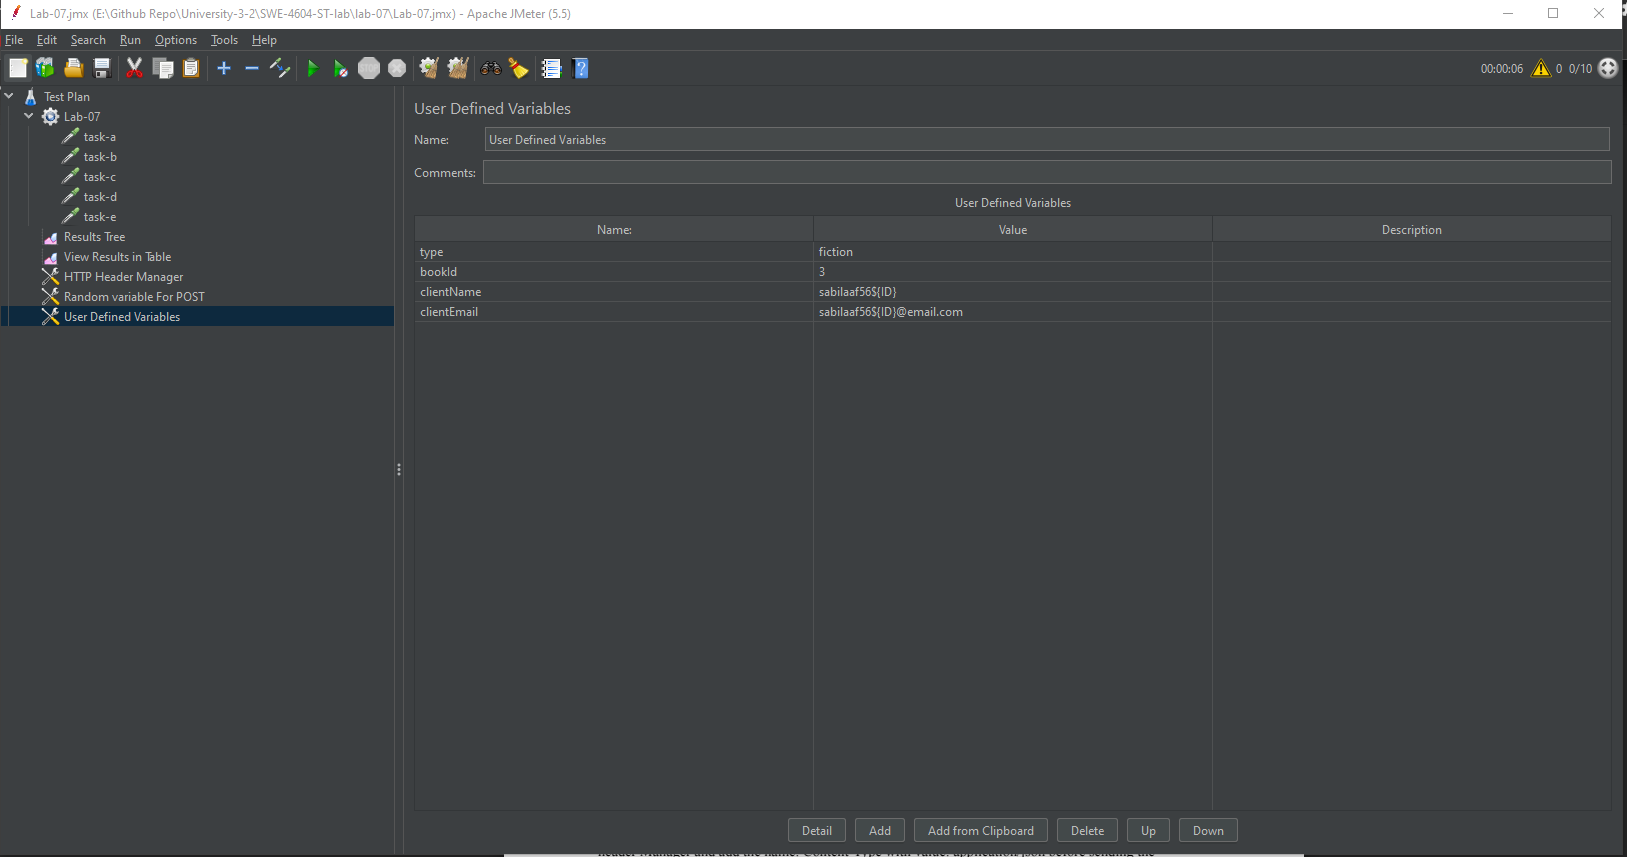 Lab-07.jmx (E:\Github Repo\University-3-2\SWE-4604-ST-lab\lab-07\Lab-07.jmx) - Apache JMeter (5.5)
File Edit Search Run Options Tools Help
STOP
00:00:06 0 0/10
Test Plan
Lab-07
task-a
task-b
task-c
task-d
task-e
Results Tree
View Results in Table
HTTP Header Manager
Random variable For POST
User Defined Variables
User Defined Variables
Name: User Defined Variables
Comments:
User Defined Variables
Name: Value Description
type fiction
bookId 3
clientName sabilaaf56${ID}
clientEmail sabilaaf56${ID}@email.com
Detail Add Add from Clipboard Delete Up Down